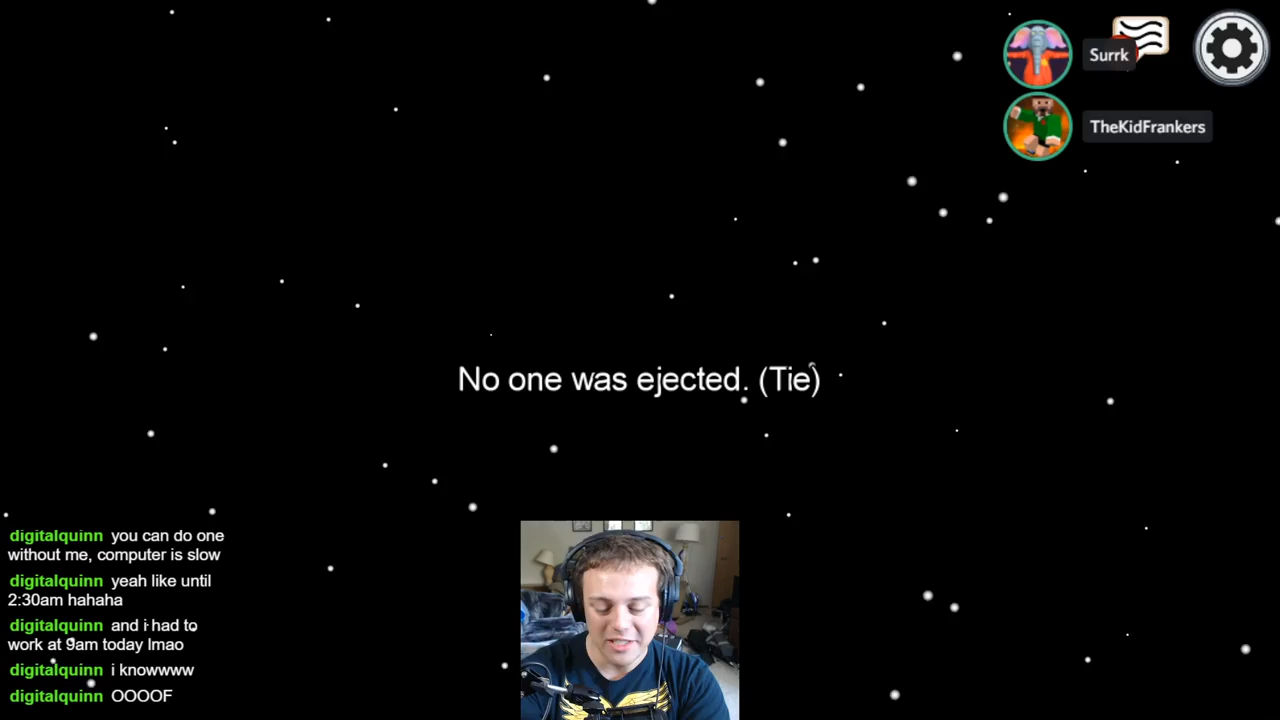 Surrk
TheKidFrankers
No one was ejected. (Tie)
digitalquinn you can do one
without me, computer is slow
digitalquinn yeah like until
2:30am hahaha
digitalquinn and i had to
work at 9am today lmao
digitalquinn i knowwww
digitalquinn OOOOF